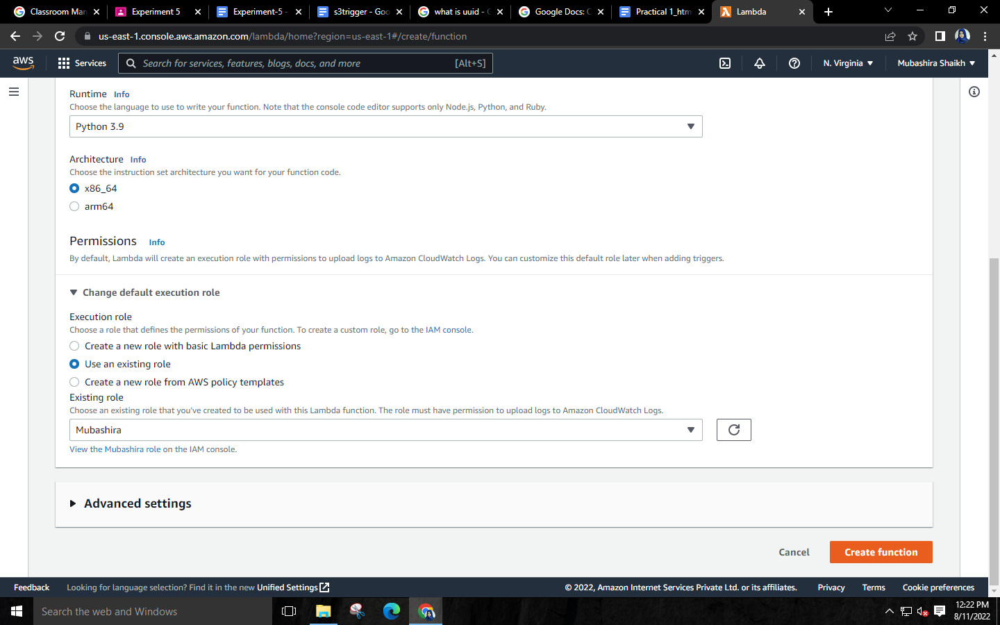 Classroom Man
Experiment 5
Experiment-5 -
s3trigger - Goo
what is uuid - G
Google Docs: C
Practical 1_htm
Lambda
us-east-1.console.aws.amazon.com/lambda/home?region=us-east-1#/create/function
aws
Services
Search for services, features, blogs, docs, and more
[Alt+S]
N. Virginia
Mubashira Shaikh
Runtime Info
Choose the language to use to write your function. Note that the console code editor supports only Node.js, Python, and Ruby.
Python 3.9
Architecture Info
Choose the instruction set architecture you want for your function code.
x86_64
arm64
Permissions Info
By default, Lambda will create an execution role with permissions to upload logs to Amazon CloudWatch Logs. You can customize this default role later when adding triggers.
Change default execution role
Execution role
Choose a role that defines the permissions of your function. To create a custom role, go to the IAM console.
Create a new role with basic Lambda permissions
Use an existing role
Create a new role from AWS policy templates
Existing role
Choose an existing role that you've created to be used with this Lambda function. The role must have permission to upload logs to Amazon CloudWatch Logs.
Mubashira
View the Mubashira role on the IAM console.
Advanced settings
Cancel
Create function
Feedback
Looking for language selection? Find it in the new Unified Settings
© 2022, Amazon Internet Services Private Ltd. or its affiliates.
Privacy
Terms
Cookie preferences
Search the web and Windows
12:22 PM
8/11/2022